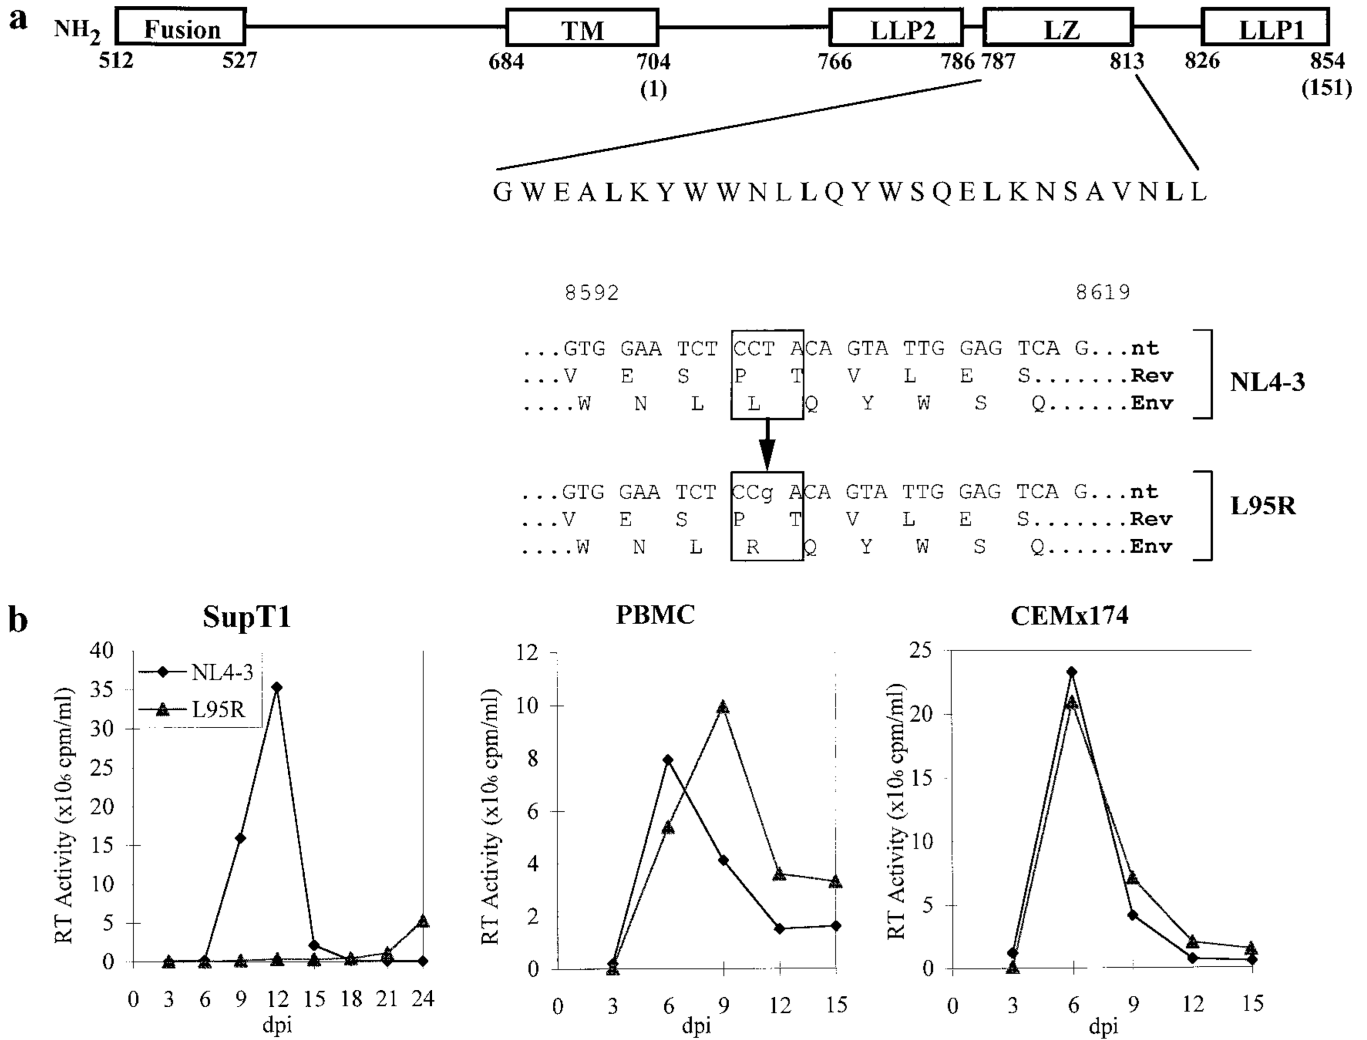 a
NH2 Fusion TM LLP2 LZ LLP1
512 527 684 704 766 786 787 813 826 854
(1) (151)
G W E A L K Y W W N L L Q Y W S Q E L K N S A V N L L
8592 8619
...GTG GAA TCT CCT ACA GTA TTG GAG TCA G...nt
...V E S P T V L E S.......Rev
....W N L L Q Y W S Q......Env
NL4-3
...GTG GAA TCT CCg ACA GTA TTG GAG TCA G...nt
...V E S P T V L E S.......Rev
....W N L R Q Y W S Q......Env
L95R
b
SupT1
RT Activity (x106 cpm/ml)
40
35
30
25
20
15
10
5
0
NL4-3
L95R
0 3 6 9 12 15 18 21 24
dpi
PBMC
RT Activity (x106 cpm/ml)
12
10
8
6
4
2
0
0 3 6 9 12 15
dpi
CEMx174
RT Activity (x106 cpm/ml)
25
20
15
10
5
0
0 3 6 9 12 15
dpi